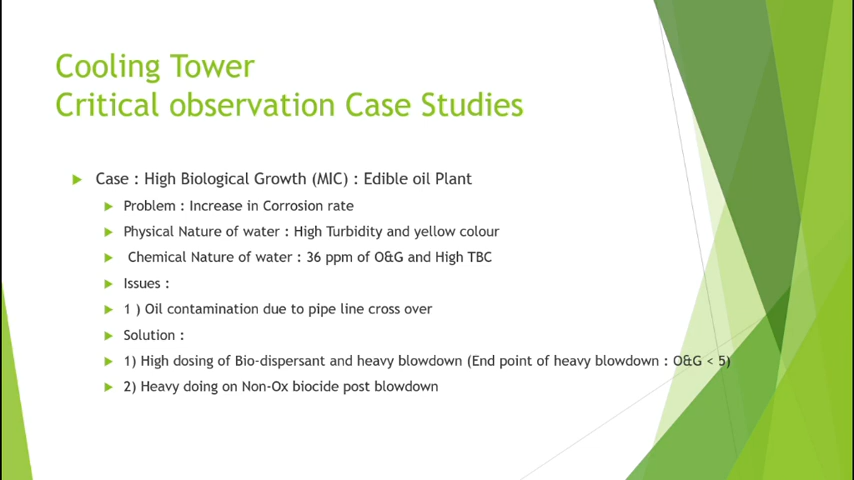 Cooling Tower
Critical observation Case Studies
Case : High Biological Growth (MIC) : Edible oil Plant
Problem : Increase in Corrosion rate
Physical Nature of water : High Turbidity and yellow colour
Chemical Nature of water : 36 ppm of O&G and High TBC
Issues :
1 ) Oil contamination due to pipe line cross over
Solution :
1) High dosing of Bio-dispersant and heavy blowdown (End point of heavy blowdown : O&G < 5)
2) Heavy doing on Non-Ox biocide post blowdown